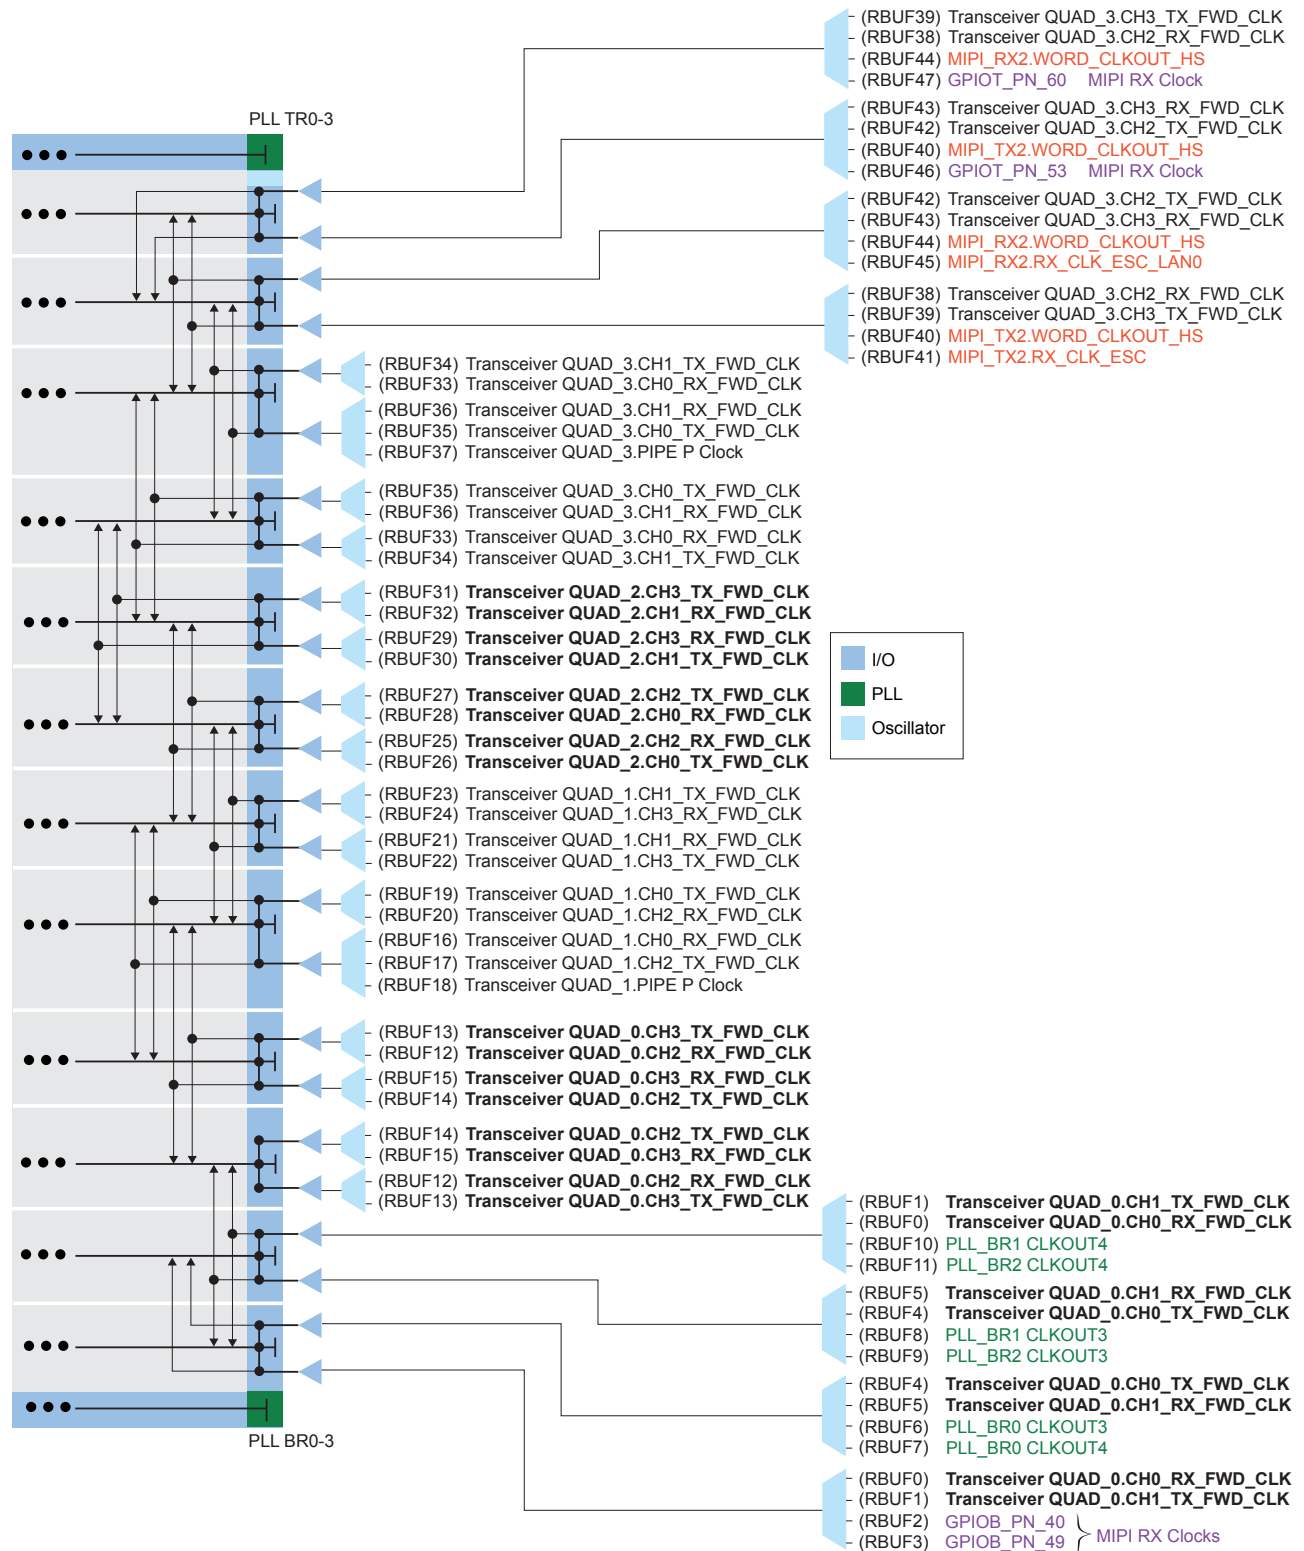 (RBUF39) Transceiver QUAD_3.CH3_TX_FWD_CLK
(RBUF38) Transceiver QUAD_3.CH2_RX_FWD_CLK
(RBUF44) MIPI_RX2.WORD_CLKOUT_HS
(RBUF47) GPIOT_PN_60 MIPI RX Clock
PLL TR0-3
(RBUF43) Transceiver QUAD_3.CH3_RX_FWD_CLK
(RBUF42) Transceiver QUAD_3.CH2_TX_FWD_CLK
(RBUF40) MIPI_TX2.WORD_CLKOUT_HS
(RBUF46) GPIOT_PN_53 MIPI RX Clock
(RBUF42) Transceiver QUAD_3.CH2_TX_FWD_CLK
(RBUF43) Transceiver QUAD_3.CH3_RX_FWD_CLK
(RBUF44) MIPI_RX2.WORD_CLKOUT_HS
(RBUF45) MIPI_RX2.RX_CLK_ESC_LAN0
(RBUF38) Transceiver QUAD_3.CH2_RX_FWD_CLK
(RBUF39) Transceiver QUAD_3.CH3_TX_FWD_CLK
(RBUF40) MIPI_TX2.WORD_CLKOUT_HS
(RBUF41) MIPI_TX2.RX_CLK_ESC
(RBUF34) Transceiver QUAD_3.CH1_TX_FWD_CLK
(RBUF33) Transceiver QUAD_3.CH0_RX_FWD_CLK
(RBUF36) Transceiver QUAD_3.CH1_RX_FWD_CLK
(RBUF35) Transceiver QUAD_3.CH0_TX_FWD_CLK
(RBUF37) Transceiver QUAD_3.PIPE P Clock
(RBUF35) Transceiver QUAD_3.CH0_TX_FWD_CLK
(RBUF36) Transceiver QUAD_3.CH1_RX_FWD_CLK
(RBUF33) Transceiver QUAD_3.CH0_RX_FWD_CLK
(RBUF34) Transceiver QUAD_3.CH1_TX_FWD_CLK
(RBUF31) Transceiver QUAD_2.CH3_TX_FWD_CLK
(RBUF32) Transceiver QUAD_2.CH1_RX_FWD_CLK
(RBUF29) Transceiver QUAD_2.CH3_RX_FWD_CLK
(RBUF30) Transceiver QUAD_2.CH1_TX_FWD_CLK
I/O
PLL
Oscillator
(RBUF27) Transceiver QUAD_2.CH2_TX_FWD_CLK
(RBUF28) Transceiver QUAD_2.CH0_RX_FWD_CLK
(RBUF25) Transceiver QUAD_2.CH2_RX_FWD_CLK
(RBUF26) Transceiver QUAD_2.CH0_TX_FWD_CLK
(RBUF23) Transceiver QUAD_1.CH1_TX_FWD_CLK
(RBUF24) Transceiver QUAD_1.CH3_RX_FWD_CLK
(RBUF21) Transceiver QUAD_1.CH1_RX_FWD_CLK
(RBUF22) Transceiver QUAD_1.CH3_TX_FWD_CLK
(RBUF19) Transceiver QUAD_1.CH0_TX_FWD_CLK
(RBUF20) Transceiver QUAD_1.CH2_RX_FWD_CLK
(RBUF16) Transceiver QUAD_1.CH0_RX_FWD_CLK
(RBUF17) Transceiver QUAD_1.CH2_TX_FWD_CLK
(RBUF18) Transceiver QUAD_1.PIPE P Clock
(RBUF13) Transceiver QUAD_0.CH3_TX_FWD_CLK
(RBUF12) Transceiver QUAD_0.CH2_RX_FWD_CLK
(RBUF15) Transceiver QUAD_0.CH3_RX_FWD_CLK
(RBUF14) Transceiver QUAD_0.CH2_TX_FWD_CLK
(RBUF14) Transceiver QUAD_0.CH2_TX_FWD_CLK
(RBUF15) Transceiver QUAD_0.CH3_RX_FWD_CLK
(RBUF12) Transceiver QUAD_0.CH2_RX_FWD_CLK
(RBUF13) Transceiver QUAD_0.CH3_TX_FWD_CLK
(RBUF1) Transceiver QUAD_0.CH1_TX_FWD_CLK
(RBUF0) Transceiver QUAD_0.CH0_RX_FWD_CLK
(RBUF10) PLL_BR1 CLKOUT4
(RBUF11) PLL_BR2 CLKOUT4
(RBUF5) Transceiver QUAD_0.CH1_RX_FWD_CLK
(RBUF4) Transceiver QUAD_0.CH0_TX_FWD_CLK
(RBUF8) PLL_BR1 CLKOUT3
(RBUF9) PLL_BR2 CLKOUT3
(RBUF4) Transceiver QUAD_0.CH0_TX_FWD_CLK
(RBUF5) Transceiver QUAD_0.CH1_RX_FWD_CLK
(RBUF6) PLL_BR0 CLKOUT3
(RBUF7) PLL_BR0 CLKOUT4
PLL BR0-3
(RBUF0) Transceiver QUAD_0.CH0_RX_FWD_CLK
(RBUF1) Transceiver QUAD_0.CH1_TX_FWD_CLK
(RBUF2) GPIOB_PN_40
(RBUF3) GPIOB_PN_49
MIPI RX Clocks